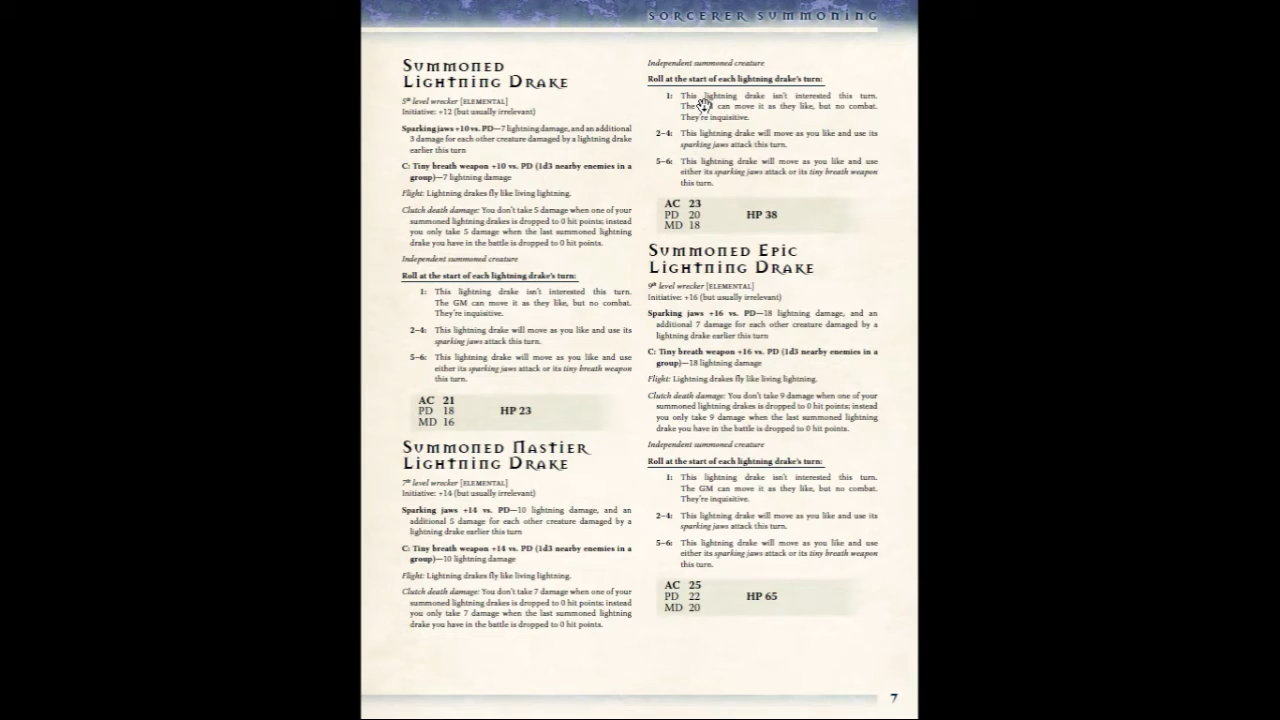 SORCERER SUMMONING
Summoned
Lightning Drake
5th level wrecker [ELEMENTAL]
Initiative: +12 (but usually irrelevant)
Sparking jaws +10 vs. PD—7 lightning damage, and an additional
3 damage for each other creature damaged by a lightning drake
earlier this turn
C: Tiny breath weapon +10 vs. PD (1d3 nearby enemies in a
group)—7 lightning damage
Flight: Lightning drakes fly like living lightning.
Clutch death damage: You don't take 5 damage when one of your
summoned lightning drakes is dropped to 0 hit points; instead
you only take 5 damage when the last summoned lightning
drake you have in the battle is dropped to 0 hit points.
Independent summoned creature
Roll at the start of each lightning drake's turn:
1: This lightning drake isn't interested this turn.
The GM can move it as they like, but no combat.
They're inquisitive.
2–4: This lightning drake will move as you like and use its
sparking jaws attack this turn.
5–6: This lightning drake will move as you like and use
either its sparking jaws attack or its tiny breath weapon
this turn.
AC 21
PD 18 HP 23
MD 16
Summoned Nastier
Lightning Drake
7th level wrecker [ELEMENTAL]
Initiative: +14 (but usually irrelevant)
Sparking jaws +14 vs. PD—10 lightning damage, and an
additional 5 damage for each other creature damaged by a
lightning drake earlier this turn
C: Tiny breath weapon +14 vs. PD (1d3 nearby enemies in a
group)—10 lightning damage
Flight: Lightning drakes fly like living lightning.
Clutch death damage: You don't take 7 damage when one of your
summoned lightning drakes is dropped to 0 hit points; instead
you only take 7 damage when the last summoned lightning
drake you have in the battle is dropped to 0 hit points.
Independent summoned creature
Roll at the start of each lightning drake's turn:
1: This lightning drake isn't interested this turn.
The can move it as they like, but no combat.
They're inquisitive.
2–4: This lightning drake will move as you like and use its
sparking jaws attack this turn.
5–6: This lightning drake will move as you like and use
either its sparking jaws attack or its tiny breath weapon
this turn.
AC 23
PD 20 HP 38
MD 18
Summoned Epic
Lightning Drake
9th level wrecker [ELEMENTAL]
Initiative: +16 (but usually irrelevant)
Sparking jaws +16 vs. PD—18 lightning damage, and an
additional 7 damage for each other creature damaged by a
lightning drake earlier this turn
C: Tiny breath weapon +16 vs. PD (1d3 nearby enemies in a
group)—18 lightning damage
Flight: Lightning drakes fly like living lightning.
Clutch death damage: You don't take 9 damage when one of your
summoned lightning drakes is dropped to 0 hit points; instead
you only take 9 damage when the last summoned lightning
drake you have in the battle is dropped to 0 hit points.
Independent summoned creature
Roll at the start of each lightning drake's turn:
1: This lightning drake isn't interested this turn.
The GM can move it as they like, but no combat.
They're inquisitive.
2–4: This lightning drake will move as you like and use its
sparking jaws attack this turn.
5–6: This lightning drake will move as you like and use
either its sparking jaws attack or its tiny breath weapon
this turn.
AC 25
PD 22 HP 65
MD 20
7